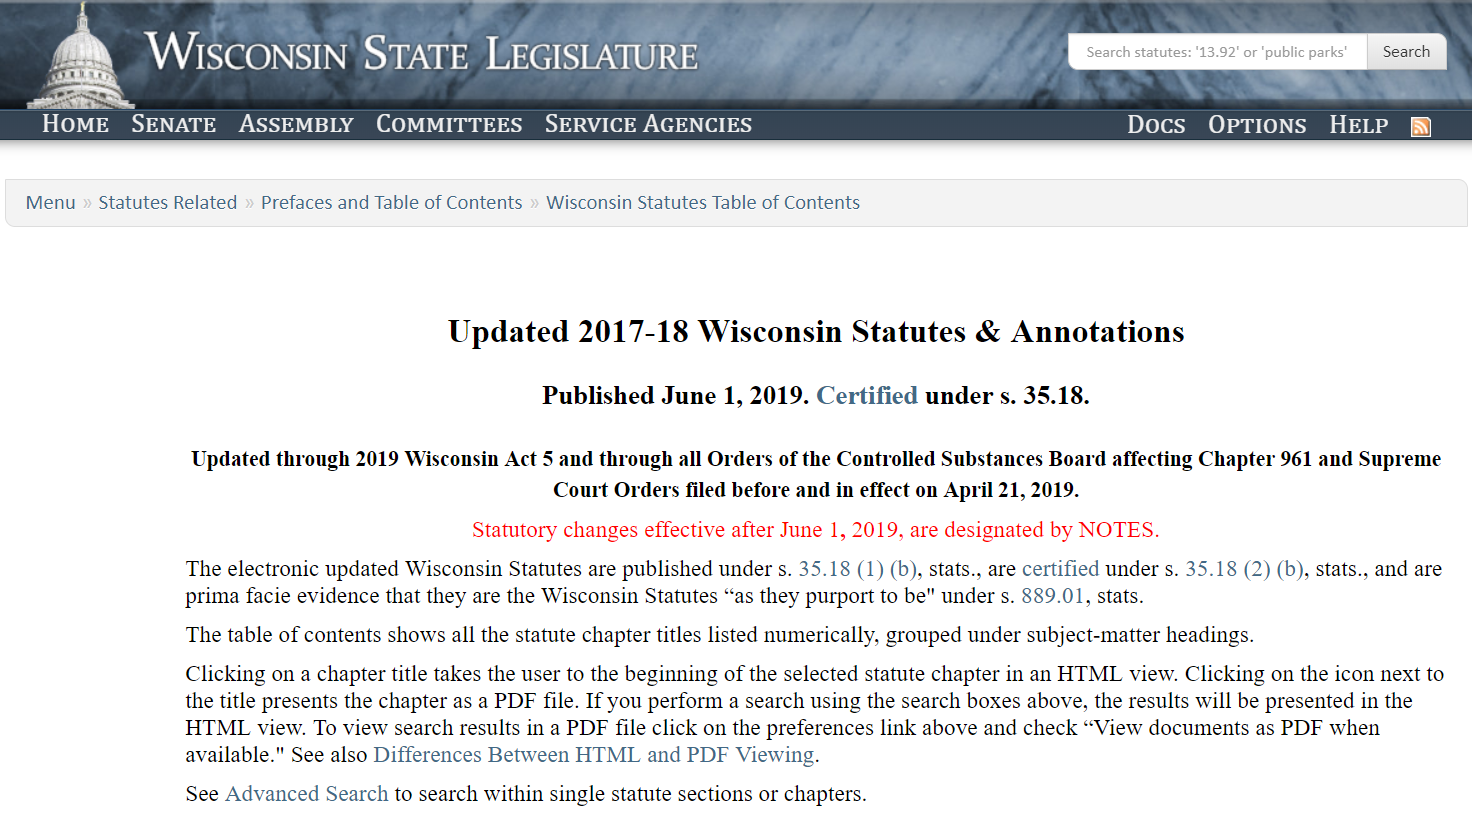 WISCONSIN STATE LEGISLATURE
Search statutes: '13.92' or 'public parks' Search
HOME SENATE ASSEMBLY COMMITTEES SERVICE AGENCIES DOCS OPTIONS HELP
Menu » Statutes Related » Prefaces and Table of Contents » Wisconsin Statutes Table of Contents
Updated 2017-18 Wisconsin Statutes & Annotations
Published June 1, 2019. Certified under s. 35.18.
Updated through 2019 Wisconsin Act 5 and through all Orders of the Controlled Substances Board affecting Chapter 961 and Supreme
Court Orders filed before and in effect on April 21, 2019.
Statutory changes effective after June 1, 2019, are designated by NOTES.
The electronic updated Wisconsin Statutes are published under s. 35.18 (1) (b), stats., are certified under s. 35.18 (2) (b), stats., and are
prima facie evidence that they are the Wisconsin Statutes “as they purport to be" under s. 889.01, stats.
The table of contents shows all the statute chapter titles listed numerically, grouped under subject-matter headings.
Clicking on a chapter title takes the user to the beginning of the selected statute chapter in an HTML view. Clicking on the icon next to
the title presents the chapter as a PDF file. If you perform a search using the search boxes above, the results will be presented in the
HTML view. To view search results in a PDF file click on the preferences link above and check “View documents as PDF when
available." See also Differences Between HTML and PDF Viewing.
See Advanced Search to search within single statute sections or chapters.